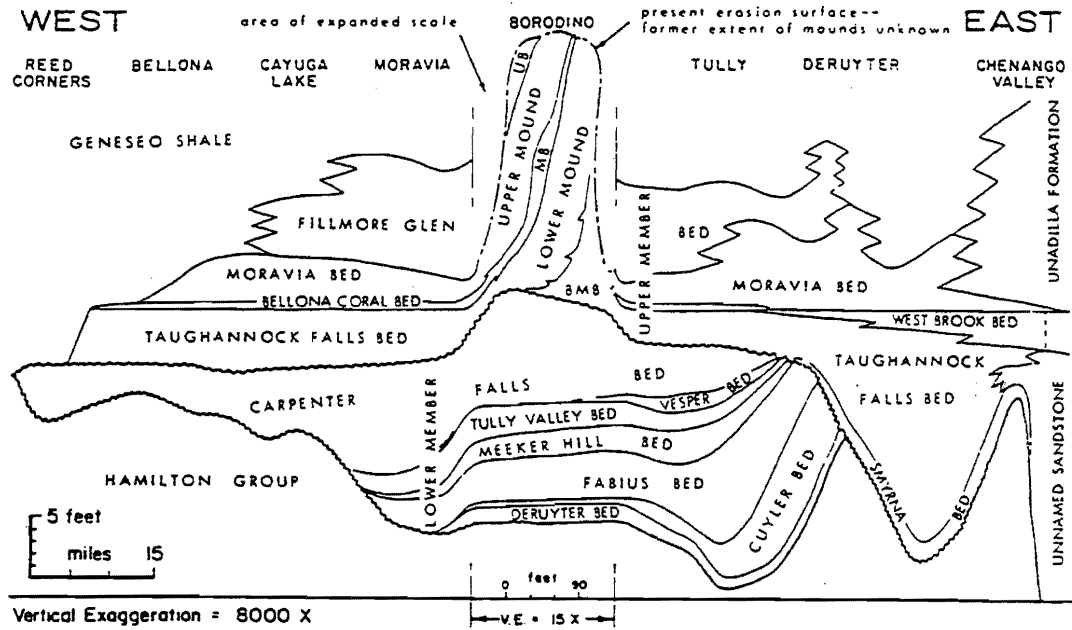 WEST
area of expanded scale
BORODINO
present erosion surface--
former extent of mounds unknown
EAST
REED CORNERS
BELLONA
CAYUGA LAKE
MORAVIA
TULLY
DERUYTER
CHENANGO VALLEY
GENESEO SHALE
UB
UPPER MOUND
MB
LOWER MOUND
FILLMORE GLEN
BED
UPPER MEMBER
UNADILLA FORMATION
MORAVIA BED
MORAVIA BED
BELLONA CORAL BED
BMB
WEST BROOK BED
TAUGHANNOCK FALLS BED
TAUGHANNOCK
FALLS BED
CARPENTER
FALLS BED
LOWER MEMBER
VESPER BED
TULLY VALLEY BED
MEEKER HILL BED
HAMILTON GROUP
FABIUS BED
DERUYTER BED
CUYLER BED
SMYRNA BED
UNNAMED SANDSTONE
5 feet
miles 15
feet
0 90
V.E. = 15 X
Vertical Exaggeration = 8000 X